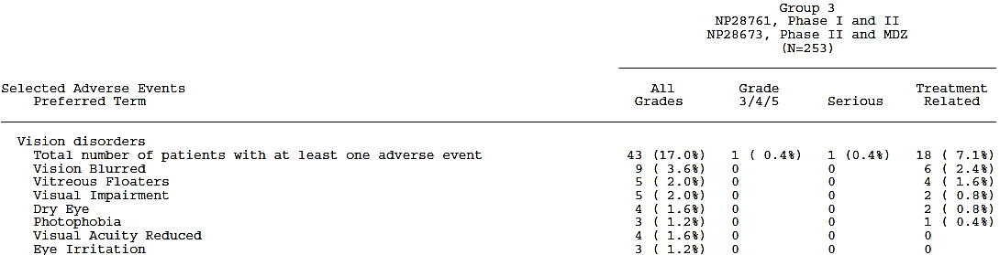 Group 3
NP28761, Phase I and II
NP28673, Phase II and MDZ
(N=253)
Selected Adverse Events All Grade Treatment
Preferred Term Grades 3/4/5 Serious Related
Vision disorders
Total number of patients with at least one adverse event 43 (17.0%) 1 ( 0.4%) 1 (0.4%) 18 ( 7.1%)
Vision Blurred 9 ( 3.6%) 0 0 6 ( 2.4%)
Vitreous Floaters 5 ( 2.0%) 0 0 4 ( 1.6%)
Visual Impairment 5 ( 2.0%) 0 0 2 ( 0.8%)
Dry Eye 4 ( 1.6%) 0 0 2 ( 0.8%)
Photophobia 3 ( 1.2%) 0 0 1 ( 0.4%)
Visual Acuity Reduced 4 ( 1.6%) 0 0 0
Eye Irritation 3 ( 1.2%) 0 0 0